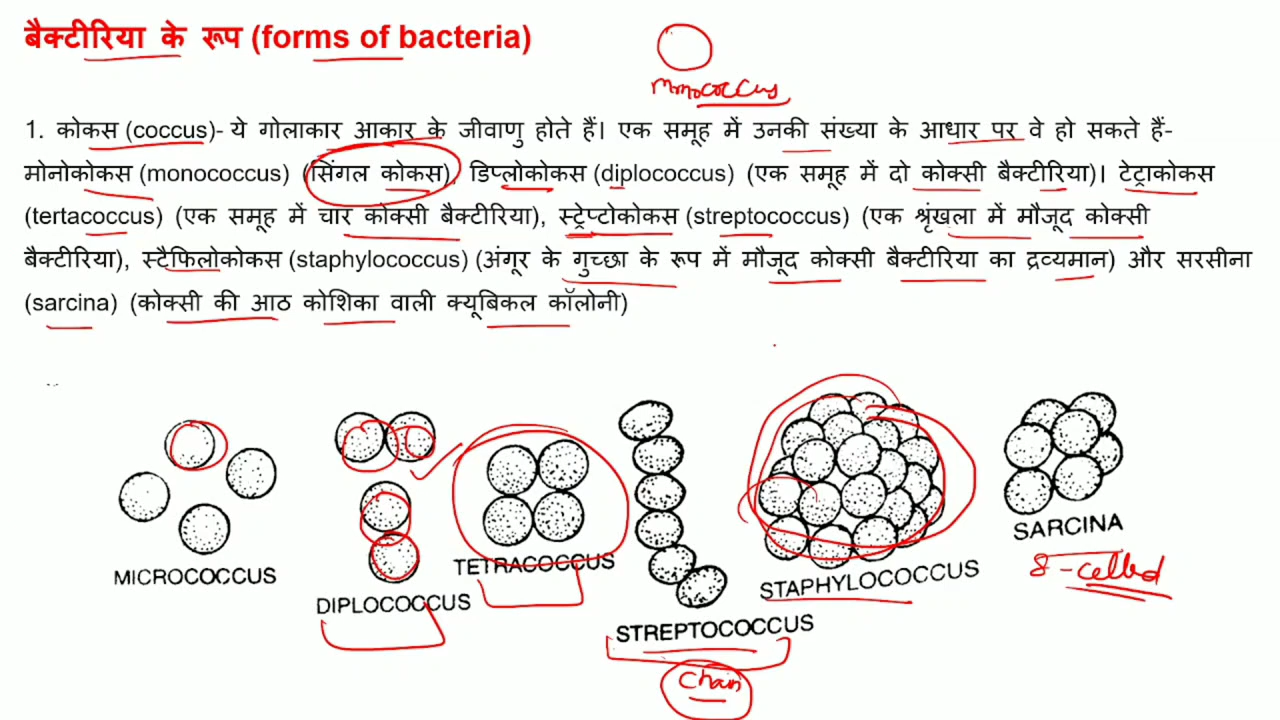 बैक्टीरिया के रूप (forms of bacteria)
monococcus
1. कोकस (coccus)- ये गोलाकार आकार के जीवाणु होते हैं। एक समूह में उनकी संख्या के आधार पर वे हो सकते हैं-
मोनोकोकस (monococcus) (सिंगल कोकस), डिप्लोकोकस (diplococcus) (एक समूह में दो कोक्सी बैक्टीरिया)। टेट्राकोकस
(tertacoccus) (एक समूह में चार कोक्सी बैक्टीरिया), स्ट्रेप्टोकोकस (streptococcus) (एक श्रृंखला में मौजूद कोक्सी
बैक्टीरिया), स्टैफिलोकोकस (staphylococcus) (अंगूर के गुच्छा के रूप में मौजूद कोक्सी बैक्टीरिया का द्रव्यमान) और सरसीना
(sarcina) (कोक्सी की आठ कोशिका वाली क्यूबिकल कॉलोनी)
MICROCOCCUS
DIPLOCOCCUS
TETRACOCCUS
STREPTOCOCCUS
chain
STAPHYLOCOCCUS
SARCINA
8-celled